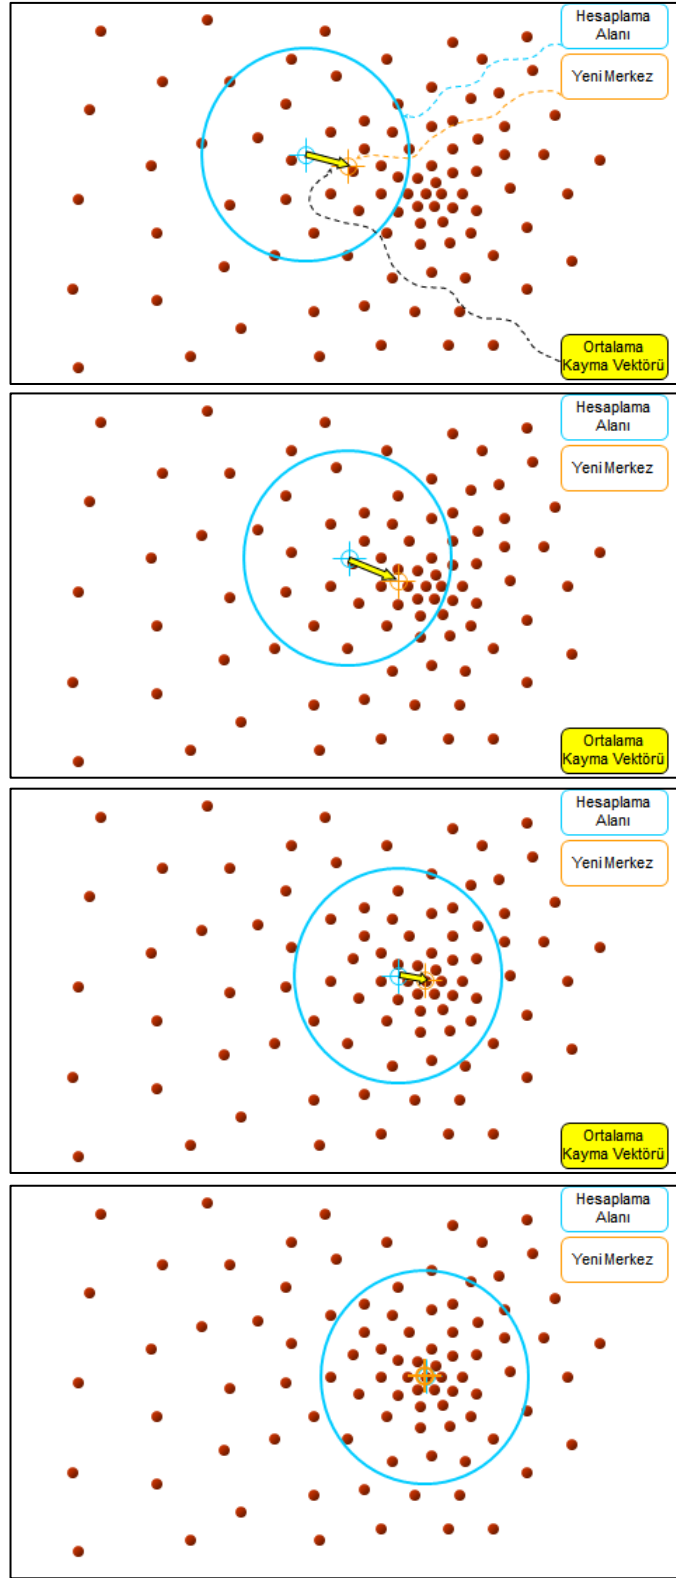 Hesaplama
Alanı
Yeni Merkez
Ortalama
Kayma Vektörü
Hesaplama
Alanı
Yeni Merkez
Ortalama
Kayma Vektörü
Hesaplama
Alanı
Yeni Merkez
Ortalama
Kayma Vektörü
Hesaplama
Alanı
Yeni Merkez